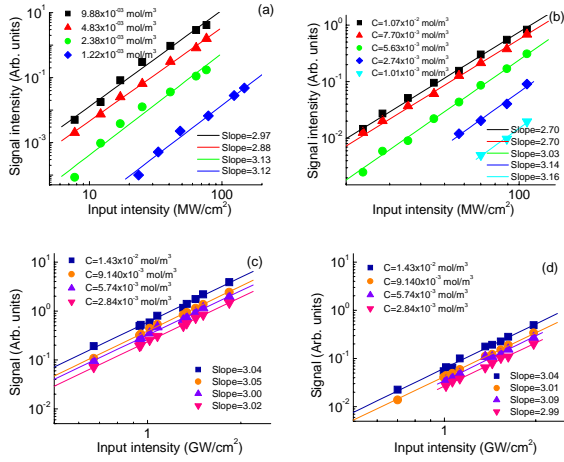 (a)
9.88x10⁻⁰³ mol/m³
4.83x10⁻⁰³ mol/m³
2.38x10⁻⁰³ mol/m³
1.22x10⁻⁰³ mol/m³
10¹
10⁻¹
10⁻³
Signal intensity (Arb. units)
Slope=2.97
Slope=2.88
Slope=3.13
Slope=3.12
10
100
Input intensity (MW/cm²)
(b)
C=1.07x10⁻² mol/m³
C=7.70x10⁻³ mol/m³
C=5.63x10⁻³ mol/m³
C=2.74x10⁻³ mol/m³
C=1.01x10⁻³ mol/m³
10⁰
10⁻¹
10⁻²
Signal intensity (Arb. units)
Slope=2.70
Slope=2.70
Slope=3.03
Slope=3.14
Slope=3.16
100
Input intensity (MW/cm²)
(c)
C=1.43x10⁻² mol/m³
C=9.140x10⁻³ mol/m³
C=5.74x10⁻³ mol/m³
C=2.84x10⁻³ mol/m³
10¹
10⁰
10⁻¹
10⁻²
Signal (Arb. units)
Slope=3.04
Slope=3.05
Slope=3.00
Slope=3.02
1
Input intensity (GW/cm²)
(d)
C=1.43x10⁻² mol/m³
C=9.140x10⁻³ mol/m³
C=5.74x10⁻³ mol/m³
C=2.84x10⁻³ mol/m³
10¹
10⁰
10⁻¹
10⁻²
Signal (Arb. units)
Slope=3.04
Slope=3.01
Slope=3.09
Slope=2.99
1
Input intensity (GW/cm²)